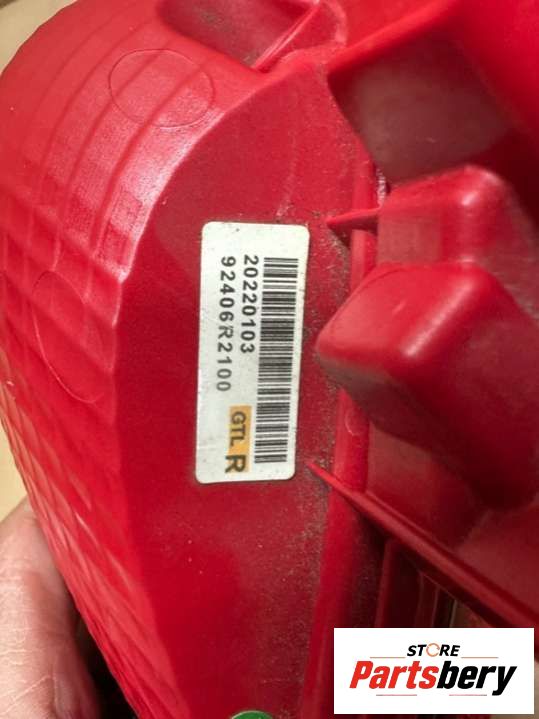 20220103
92406R2100
GTL R
STORE
Partsbery